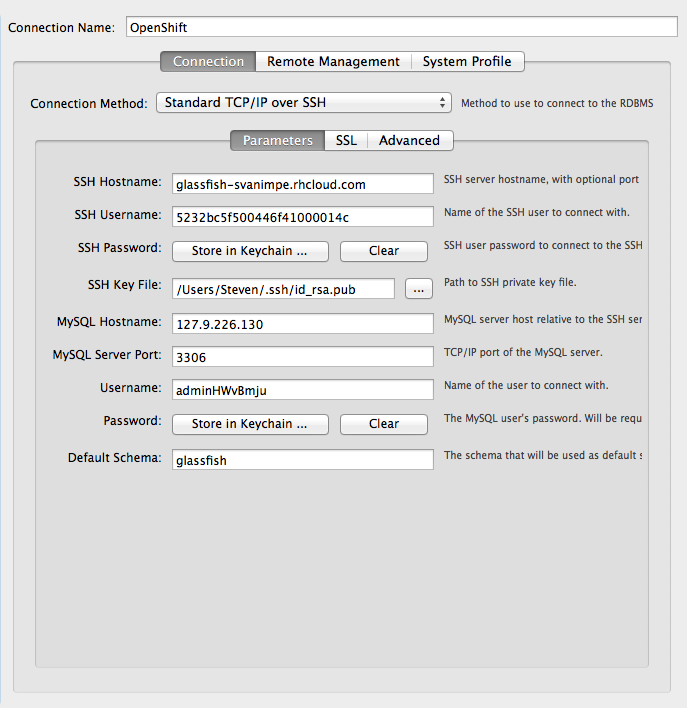 Connection Name: OpenShift
Connection Remote Management System Profile
Connection Method: Standard TCP/IP over SSH Method to use to connect to the RDBMS
Parameters SSL Advanced
SSH Hostname: glassfish-svanimpe.rhcloud.com SSH server hostname, with optional port
SSH Username: 5232bc5f500446f41000014c Name of the SSH user to connect with.
SSH Password: Store in Keychain ... Clear SSH user password to connect to the SSH
SSH Key File: /Users/Steven/.ssh/id_rsa.pub ... Path to SSH private key file.
MySQL Hostname: 127.9.226.130 MySQL server host relative to the SSH ser
MySQL Server Port: 3306 TCP/IP port of the MySQL server.
Username: adminHWvBmju Name of the user to connect with.
Password: Store in Keychain ... Clear The MySQL user's password. Will be requ
Default Schema: glassfish The schema that will be used as default s